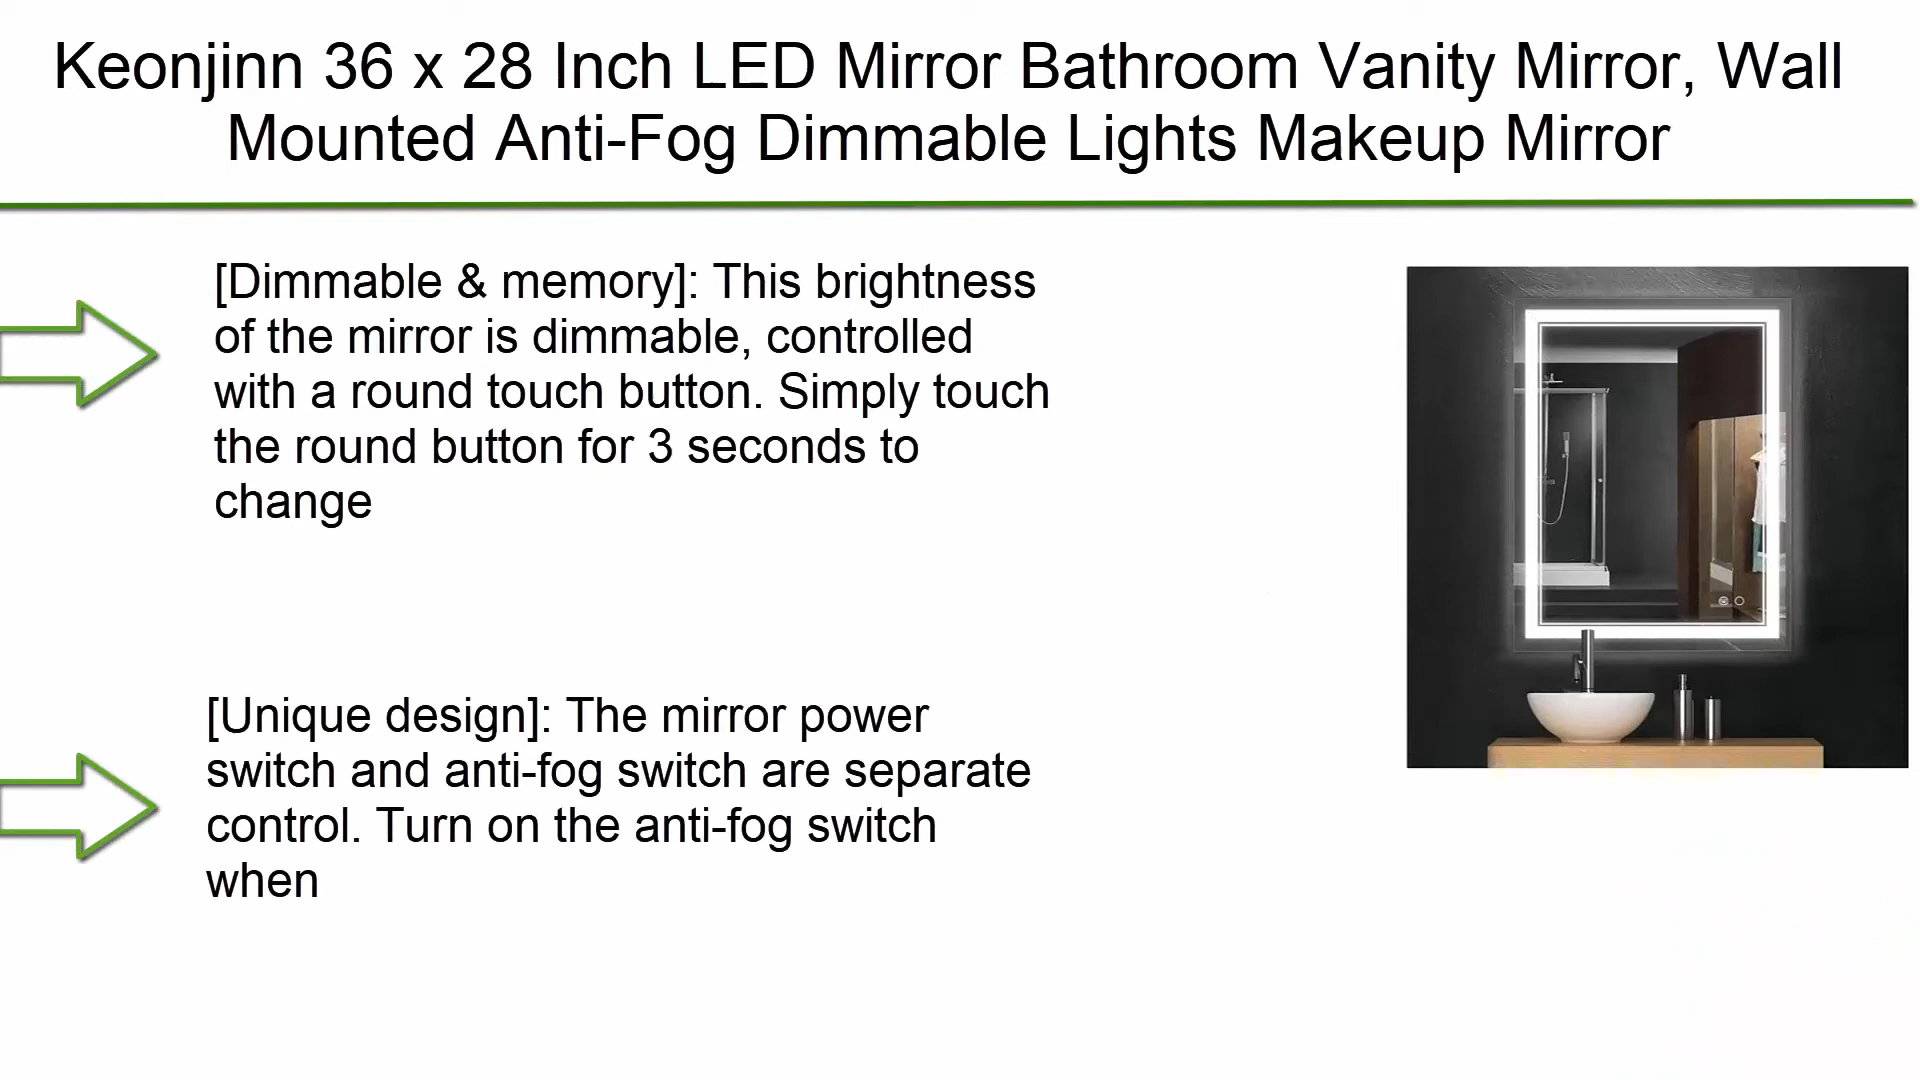 Keonjinn 36 x 28 Inch LED Mirror Bathroom Vanity Mirror, Wall
Mounted Anti-Fog Dimmable Lights Makeup Mirror
[Dimmable & memory]: This brightness
of the mirror is dimmable, controlled
with a round touch button. Simply touch
the round button for 3 seconds to
change
[Unique design]: The mirror power
switch and anti-fog switch are separate
control. Turn on the anti-fog switch
when